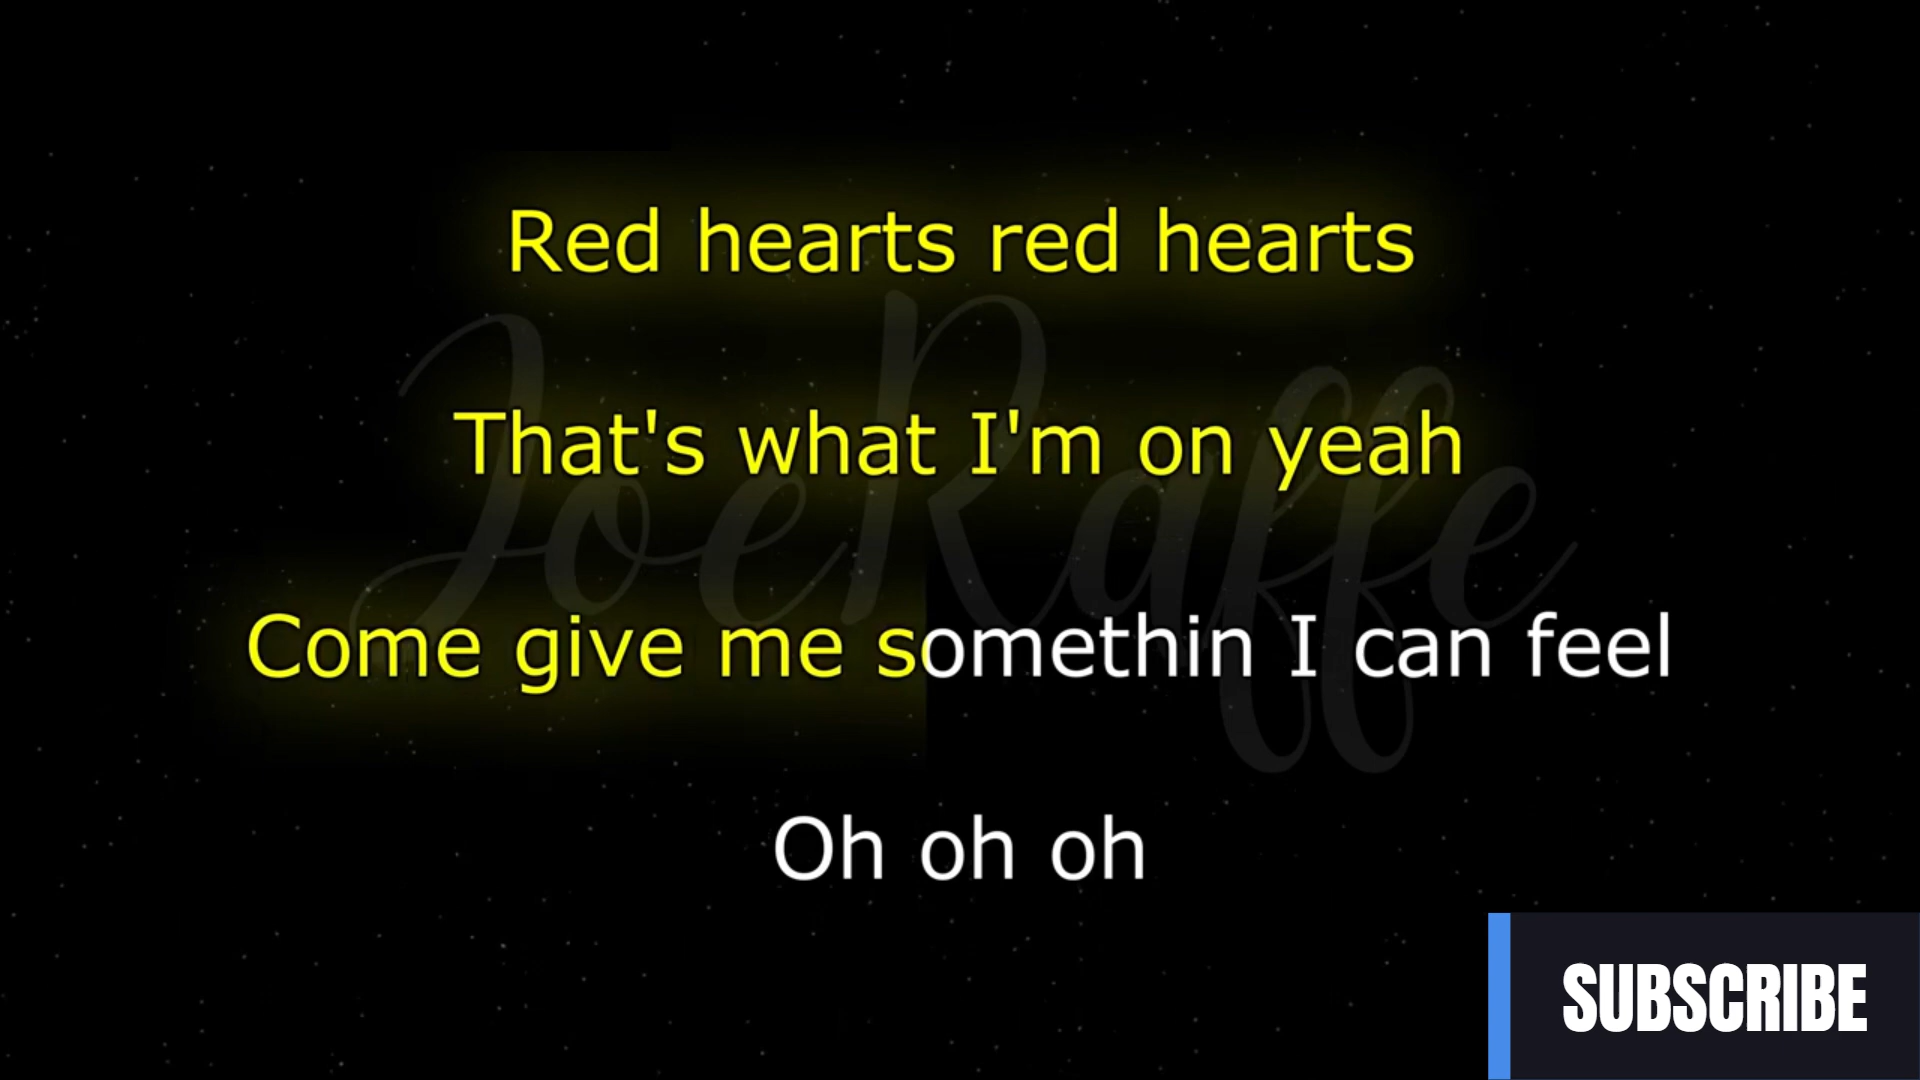 Red hearts red hearts
That's what I'm on yeah
JoeRaffe
Come give me somethin I can feel
Oh oh oh
SUBSCRIBE